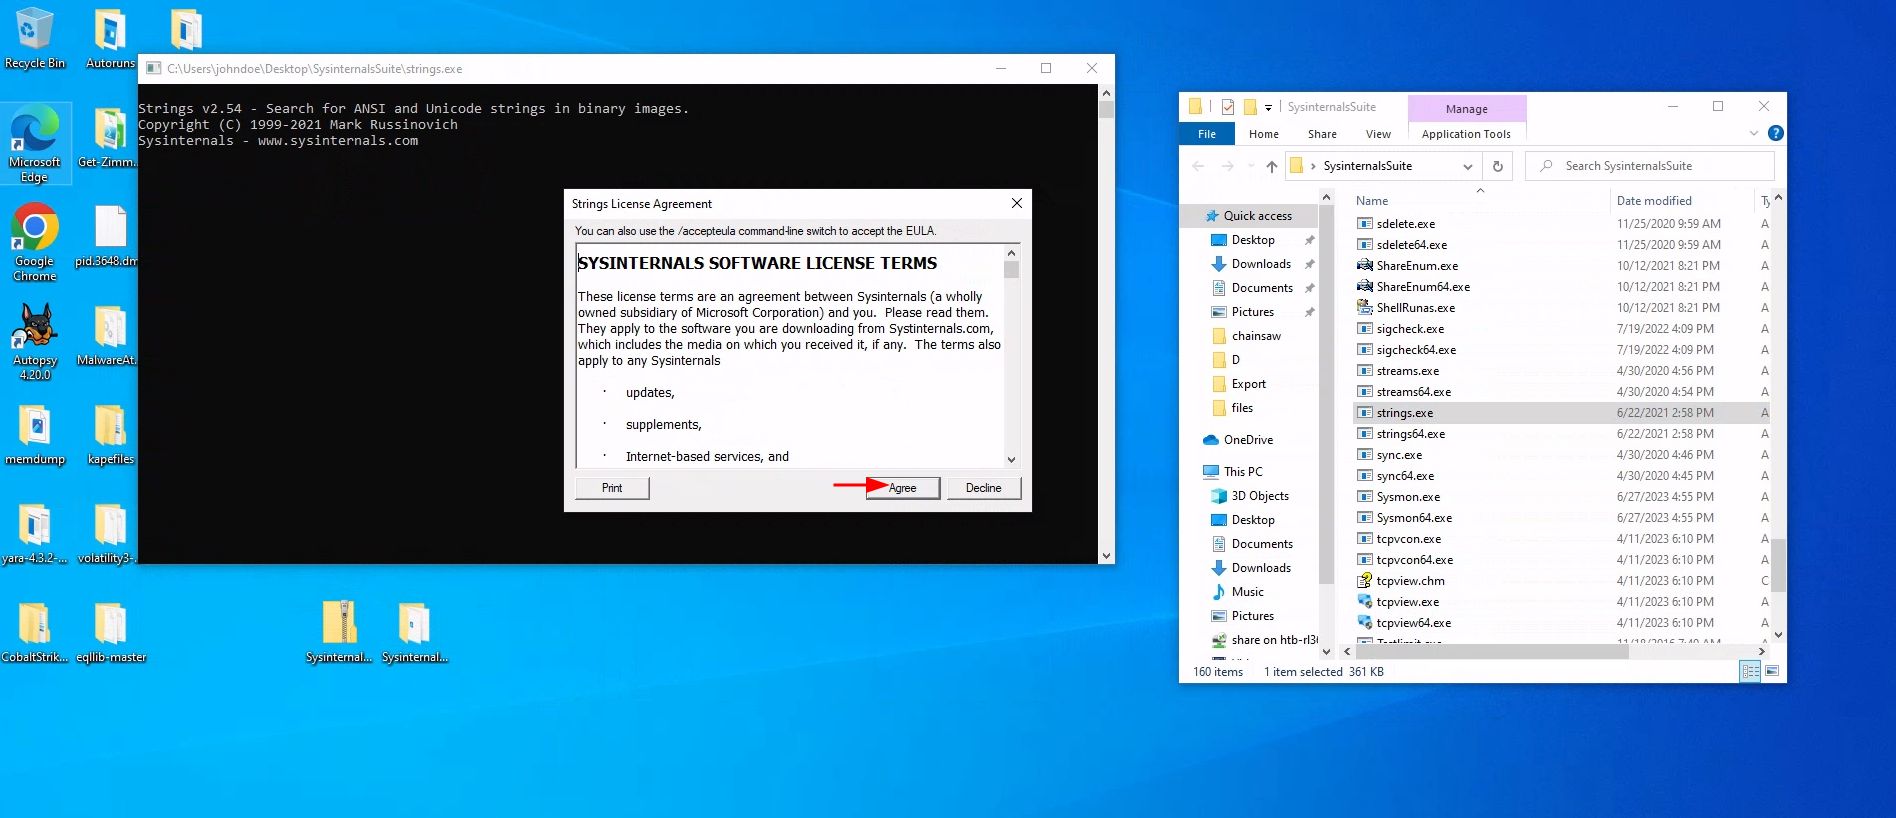 Recycle Bin
Autoruns
Microsoft
Edge
Get-Zimm...
Google
Chrome
pid.3648.dm
Autopsy
4.20.0
MalwareAt.
memdump
kapefiles
yara-4.3.2-...
volatility3-.
CobaltStrik...
eqllib-master
Sysinternal...
Sysinternal...
C:\Users\johndoe\Desktop\SysinternalsSuite\strings.exe
Strings v2.54 - Search for ANSI and Unicode strings in binary images.
Copyright (C) 1999-2021 Mark Russinovich
Sysinternals - www.sysinternals.com
Strings License Agreement
You can also use the /accepteula command-line switch to accept the EULA.
SYSINTERNALS SOFTWARE LICENSE TERMS
These license terms are an agreement between Sysinternals (a wholly
owned subsidiary of Microsoft Corporation) and you. Please read them.
They apply to the software you are downloading from Systinternals.com,
which includes the media on which you received it, if any. The terms also
apply to any Sysinternals
· updates,
· supplements,
· Internet-based services, and
Print
Agree
Decline
SysinternalsSuite
Manage
File
Home
Share
View
Application Tools
SysinternalsSuite
Search SysinternalsSuite
Quick access
Desktop
Downloads
Documents
Pictures
chainsaw
D
Export
files
OneDrive
This PC
3D Objects
Desktop
Documents
Downloads
Music
Pictures
share on htb-rl36
Name Date modified Ty
sdelete.exe 11/25/2020 9:59 AM A
sdelete64.exe 11/25/2020 9:59 AM A
ShareEnum.exe 10/12/2021 8:21 PM A
ShareEnum64.exe 10/12/2021 8:21 PM A
ShellRunas.exe 10/12/2021 8:21 PM A
sigcheck.exe 7/19/2022 4:09 PM A
sigcheck64.exe 7/19/2022 4:09 PM A
streams.exe 4/30/2020 4:56 PM A
streams64.exe 4/30/2020 4:54 PM A
strings.exe 6/22/2021 2:58 PM A
strings64.exe 6/22/2021 2:58 PM A
sync.exe 4/30/2020 4:46 PM A
sync64.exe 4/30/2020 4:45 PM A
Sysmon.exe 6/27/2023 4:55 PM A
Sysmon64.exe 6/27/2023 4:55 PM A
tcpvcon.exe 4/11/2023 6:10 PM A
tcpvcon64.exe 4/11/2023 6:10 PM A
tcpview.chm 4/11/2023 6:10 PM C
tcpview.exe 4/11/2023 6:10 PM A
tcpview64.exe 4/11/2023 6:10 PM A
Testlimit.exe 11/18/2016 7:40 AM A
160 items 1 item selected 361 KB